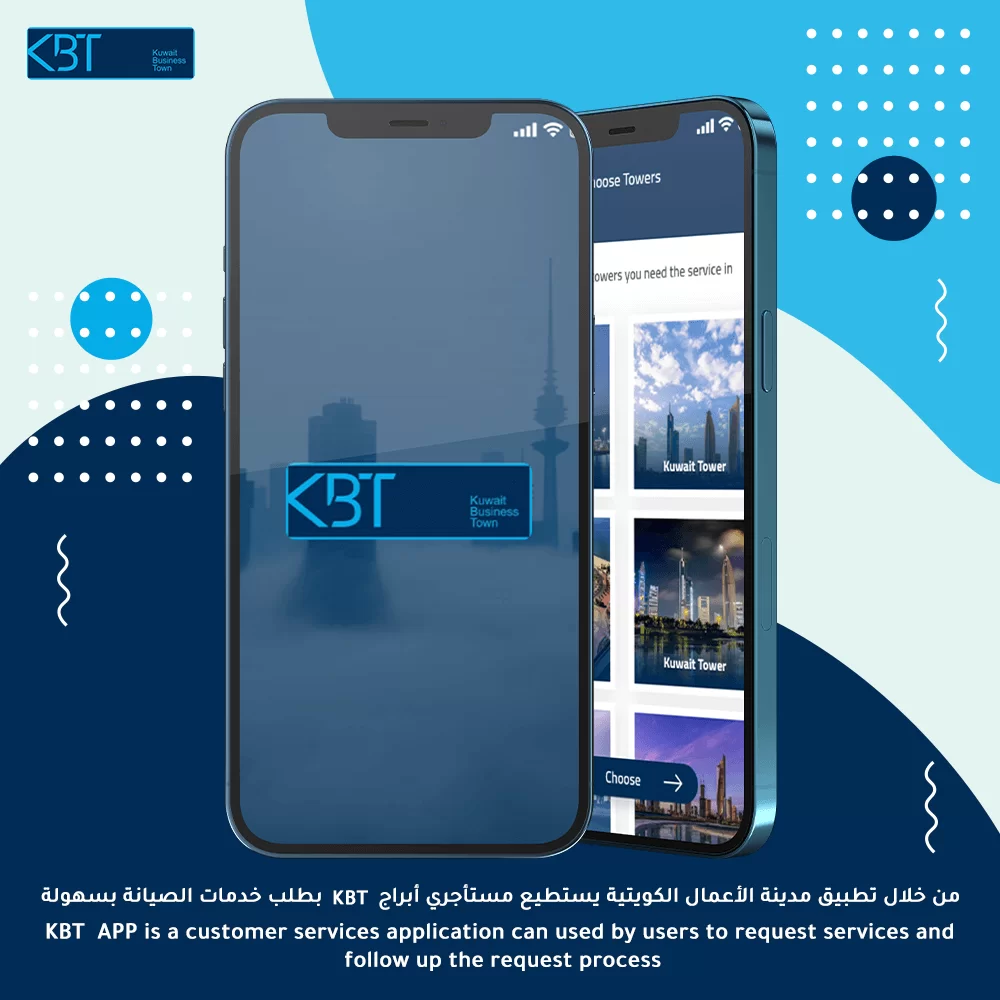 KBT
Kuwait
Business
Town
Choose Towers
owers you need the service in
KBT
Kuwait
Business
Town
Kuwait Tower
Kuwait Tower
Choose
من خلال تطبيق مدينة الأعمال الكويتية يستطيع مستأجري أبراج KBT بطلب خدمات الصيانة بسهولة
KBT APP is a customer services application can used by users to request services and
follow up the request process